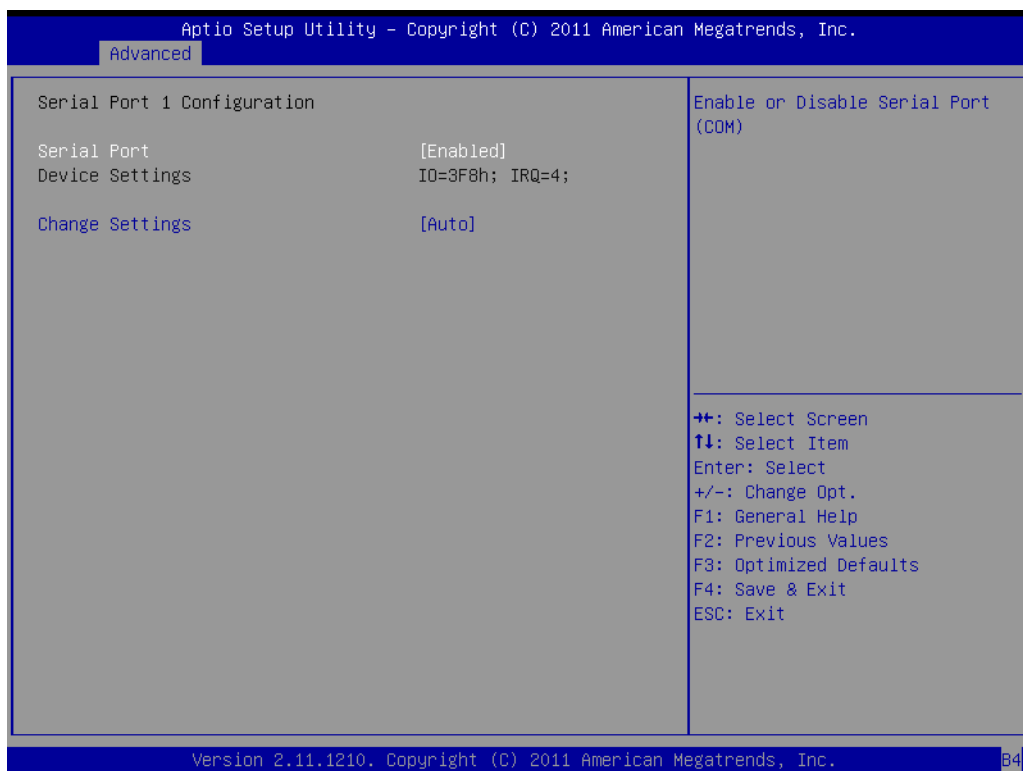 Aptio Setup Utility – Copyright (C) 2011 American Megatrends, Inc.
Advanced
Serial Port 1 Configuration
Serial Port [Enabled]
Device Settings IO=3F8h; IRQ=4;
Change Settings [Auto]
Enable or Disable Serial Port
(COM)
→←: Select Screen
↑↓: Select Item
Enter: Select
+/-: Change Opt.
F1: General Help
F2: Previous Values
F3: Optimized Defaults
F4: Save & Exit
ESC: Exit
Version 2.11.1210. Copyright (C) 2011 American Megatrends, Inc.
B4